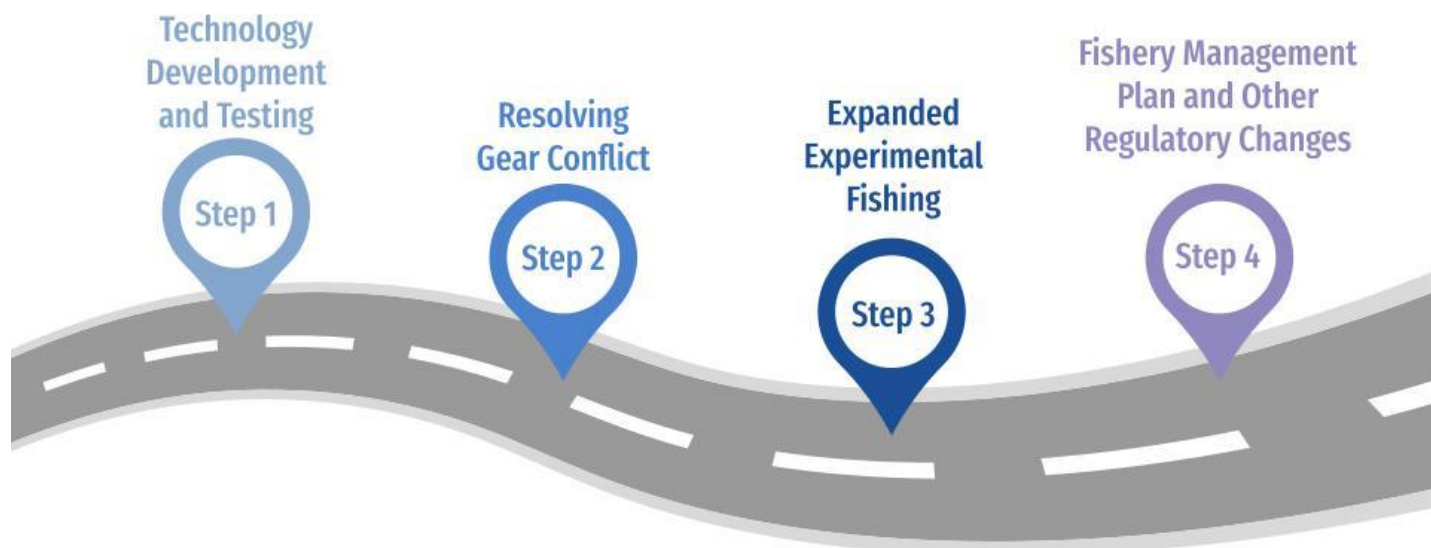 Technology
Development
and Testing
Step 1
Resolving
Gear Conflict
Step 2
Expanded
Experimental
Fishing
Step 3
Fishery Management
Plan and Other
Regulatory Changes
Step 4